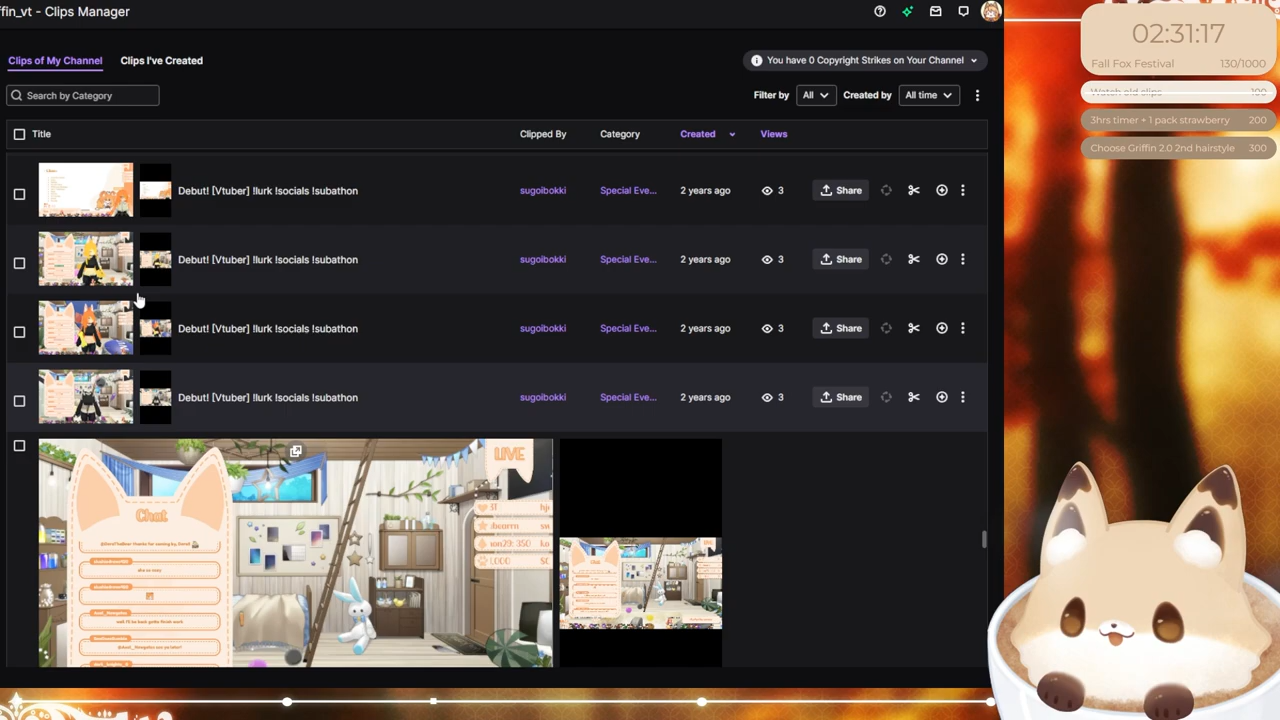 ffin_vt - Clips Manager
Clips of My Channel
Clips I've Created
You have 0 Copyright Strikes on Your Channel
Search by Category
Filter by
All
Created by
All time
Title
Clipped By
Category
Created
Views
Debut! [Vtuber] !lurk !socials !subathon
sugoibokki
Special Eve...
2 years ago
3
Share
Debut! [Vtuber] !lurk !socials !subathon
sugoibokki
Special Eve...
2 years ago
3
Share
Debut! [Vtuber] !lurk !socials !subathon
sugoibokki
Special Eve...
2 years ago
3
Share
Debut! [Vtuber] !lurk !socials !subathon
sugoibokki
Special Eve...
2 years ago
3
Share
LIVE
Chat
02:31:17
Fall Fox Festival
130/1000
Watch old clips
100
3hrs timer + 1 pack strawberry
200
Choose Griffin 2.0 2nd hairstyle
300